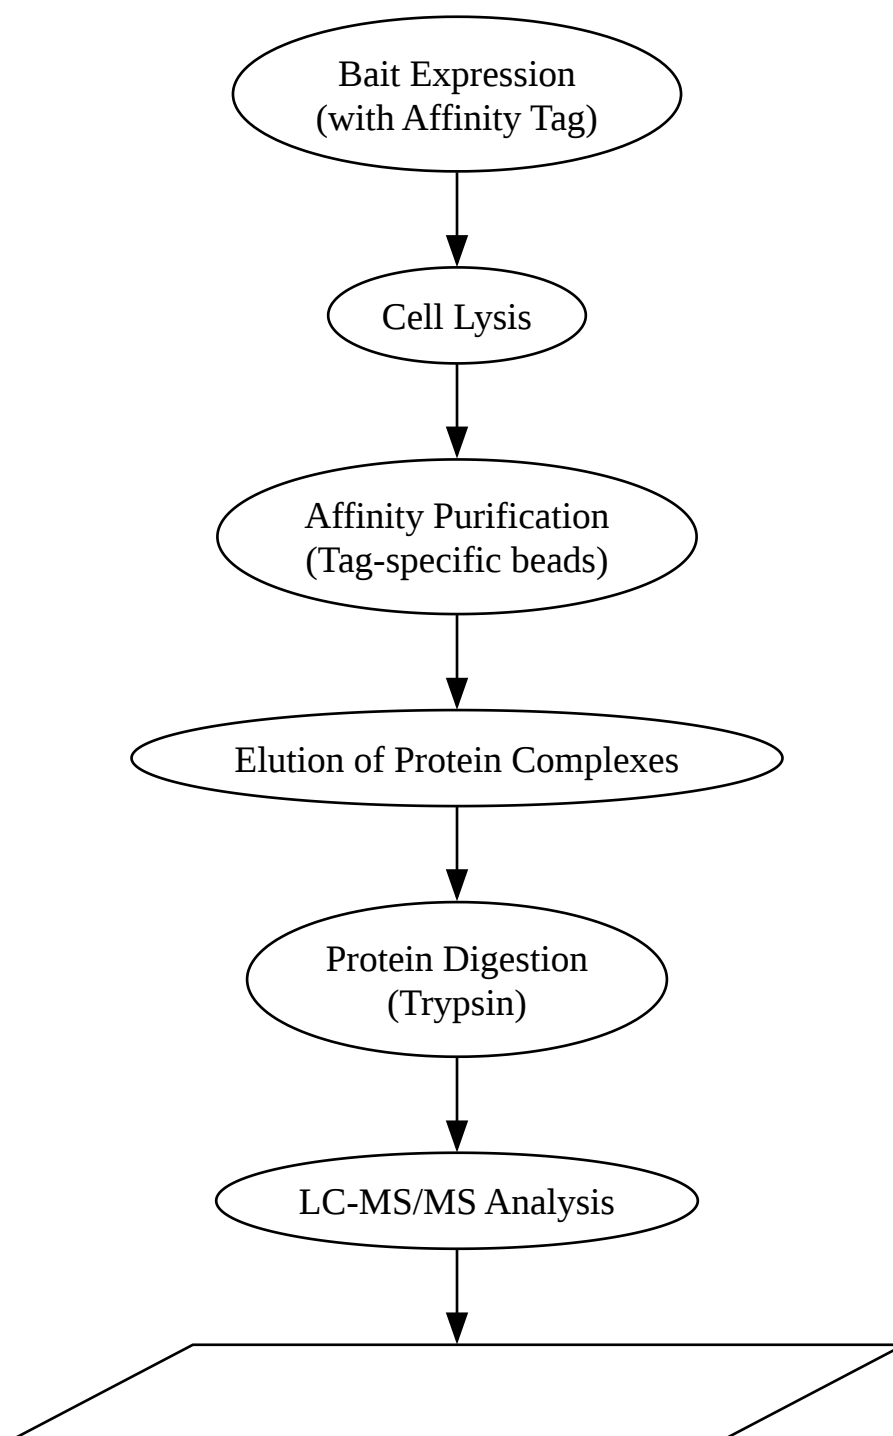 Bait Expression
(with Affinity Tag)
Cell Lysis
Affinity Purification
(Tag-specific beads)
Elution of Protein Complexes
Protein Digestion
(Trypsin)
LC-MS/MS Analysis